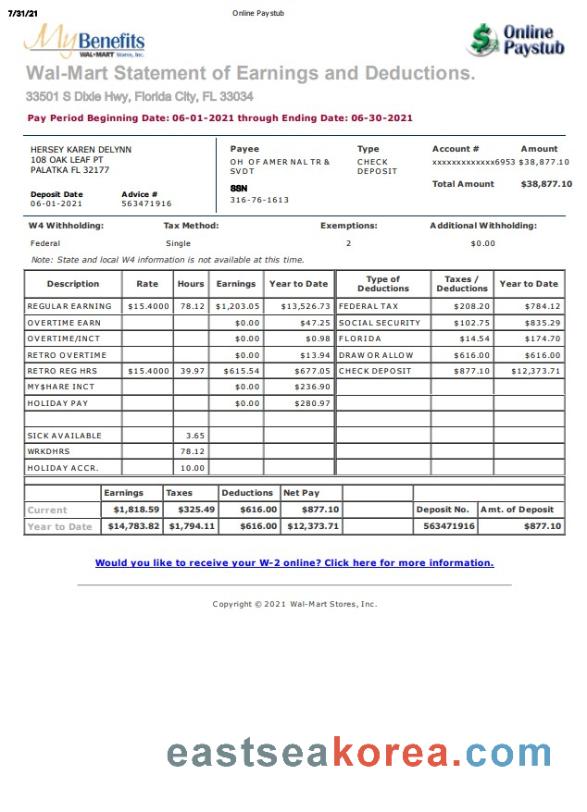 7/31/21 Online Paystub
My Benefits
WAL★MART Stores, Inc.
Online
Paystub
Wal-Mart Statement of Earnings and Deductions.
33501 S Dixie Hwy, Florida City, FL 33034
Pay Period Beginning Date: 06-01-2021 through Ending Date: 06-30-2021
HERSEY KAREN DELYNN
108 OAK LEAF PT
PALATKA FL 32177
Deposit Date Advice #
06-01-2021 563471916
Payee Type Account # Amount
OH OF AMER NAL TR & CHECK xxxxxxxxxxxxx6953 $38,877.10
SVDT DEPOSIT
Total Amount $38,877.10
SSN
316-76-1613
W4 Withholding: Tax Method: Exemptions: Additional Withholding:
Federal Single 2 $0.00
Note: State and local W4 information is not available at this time.
Description Rate Hours Earnings Year to Date Type of Deductions Taxes / Deductions Year to Date
REGULAR EARNING $15.4000 78.12 $1,203.05 $13,526.73 FEDERAL TAX $208.20 $784.12
OVERTIME EARN $0.00 $47.25 SOCIAL SECURITY $102.75 $835.29
OVERTIME/INCT $0.00 $0.98 FLORIDA $14.54 $174.70
RETRO OVERTIME $0.00 $13.94 DRAW OR ALLOW $616.00 $616.00
RETRO REG HRS $15.4000 39.97 $615.54 $677.05 CHECK DEPOSIT $877.10 $12,373.71
MY$HARE INCT $0.00 $236.90
HOLIDAY PAY $0.00 $280.97
SICK AVAILABLE 3.65
WRKDHRS 78.12
HOLIDAY ACCR. 10.00
Earnings Taxes Deductions Net Pay
Current $1,818.59 $325.49 $616.00 $877.10 Deposit No. Amt. of Deposit
Year to Date $14,783.82 $1,794.11 $616.00 $12,373.71 563471916 $877.10
Would you like to receive your W-2 online? Click here for more information.
Copyright © 2021 Wal-Mart Stores, Inc.
eastseakorea.com